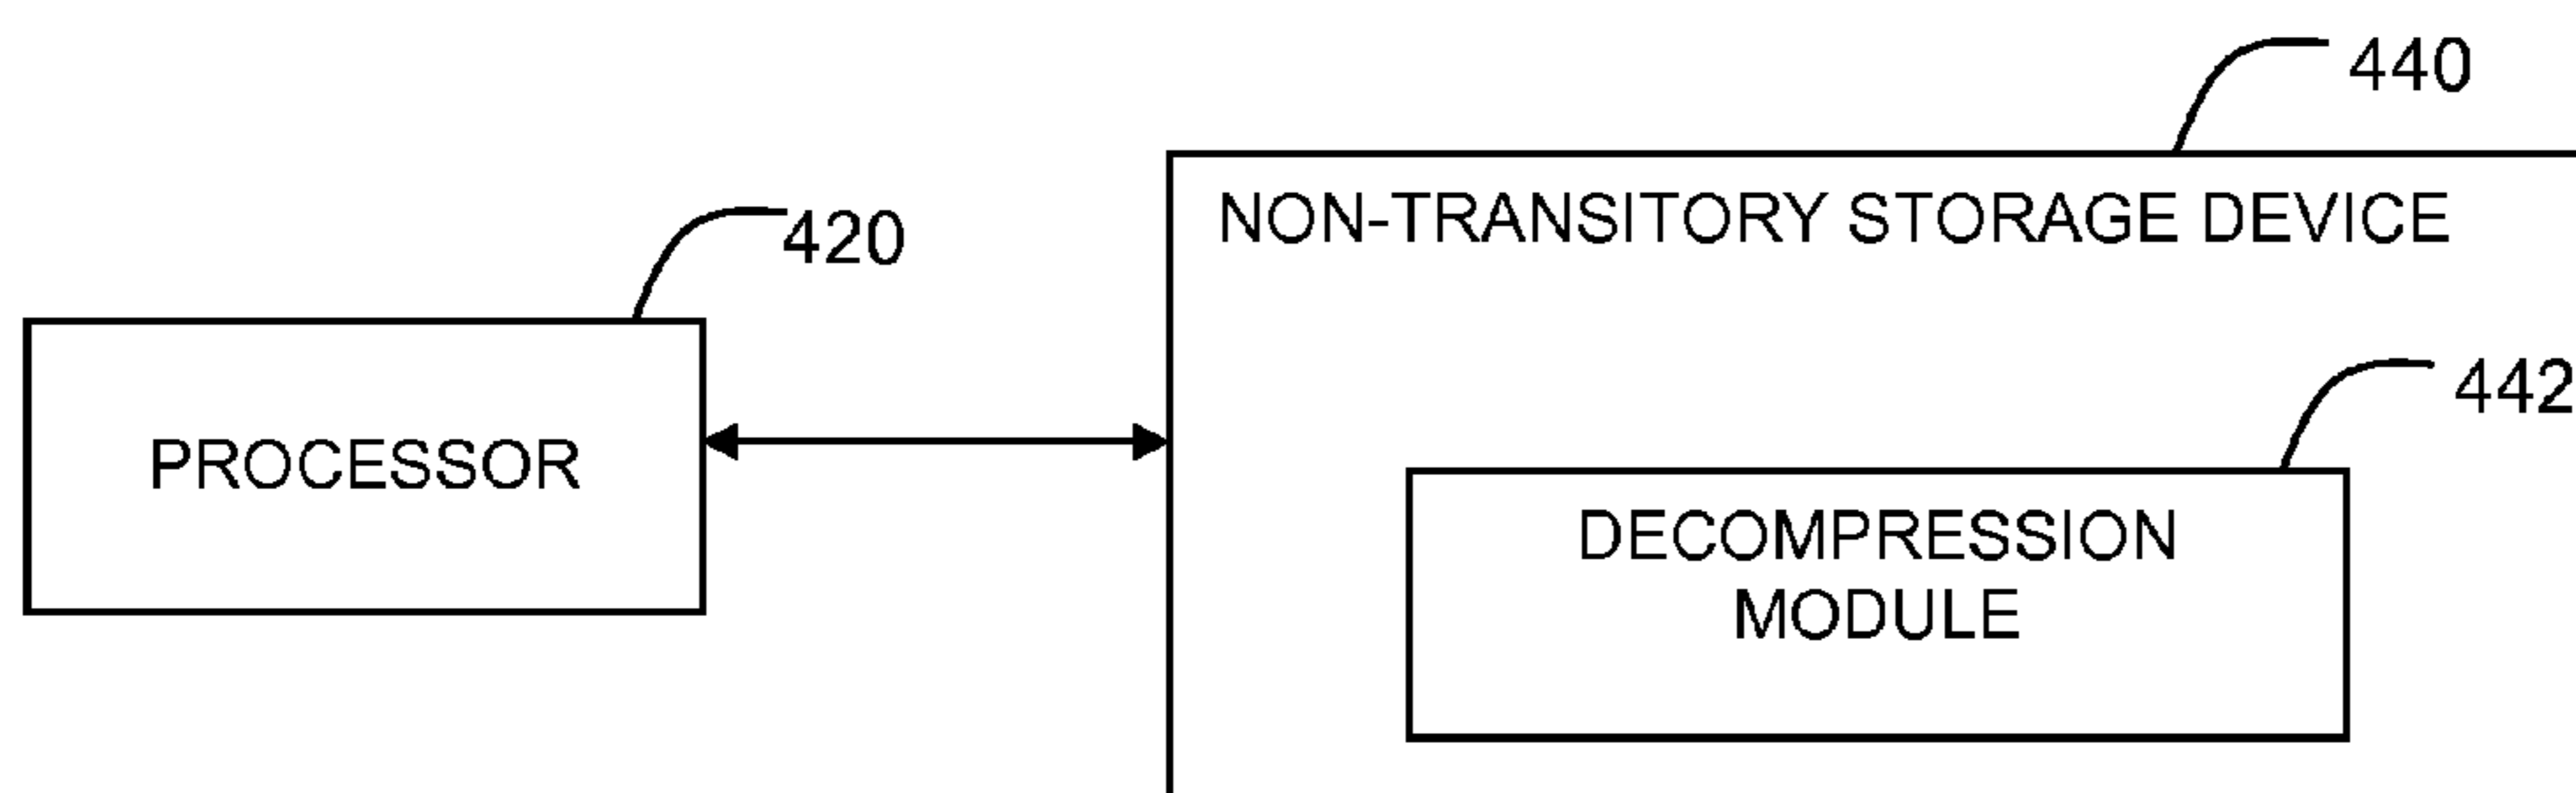 440
NON-TRANSITORY STORAGE DEVICE
420
442
PROCESSOR
DECOMPRESSION
MODULE